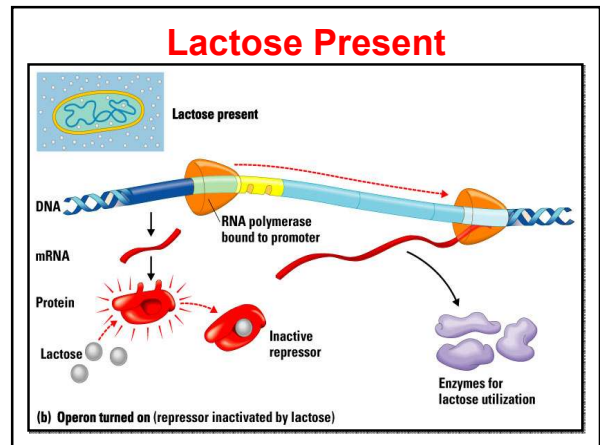 Lactose Present
Lactose present
DNA
RNA polymerase
bound to promoter
mRNA
Protein
Inactive
repressor
Lactose
Enzymes for
lactose utilization
(b) Operon turned on (repressor inactivated by lactose)